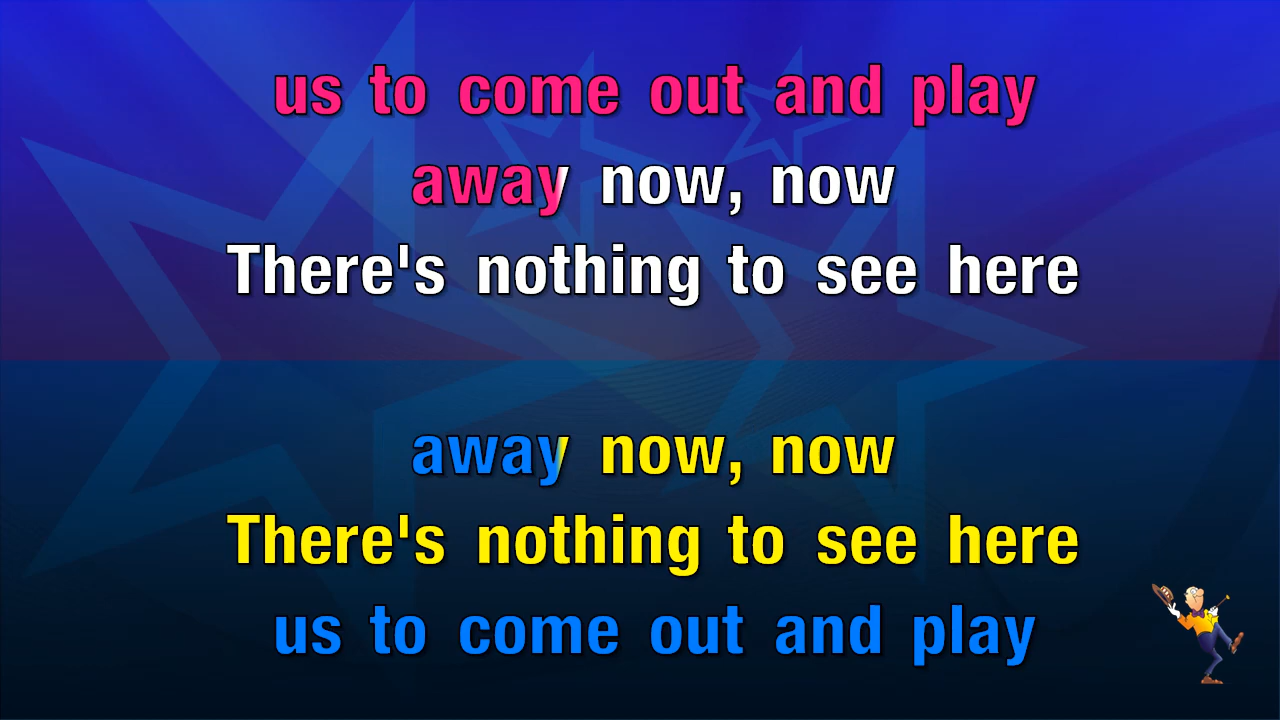 us to come out and play
away now, now
There's nothing to see here
away now, now
There's nothing to see here
us to come out and play